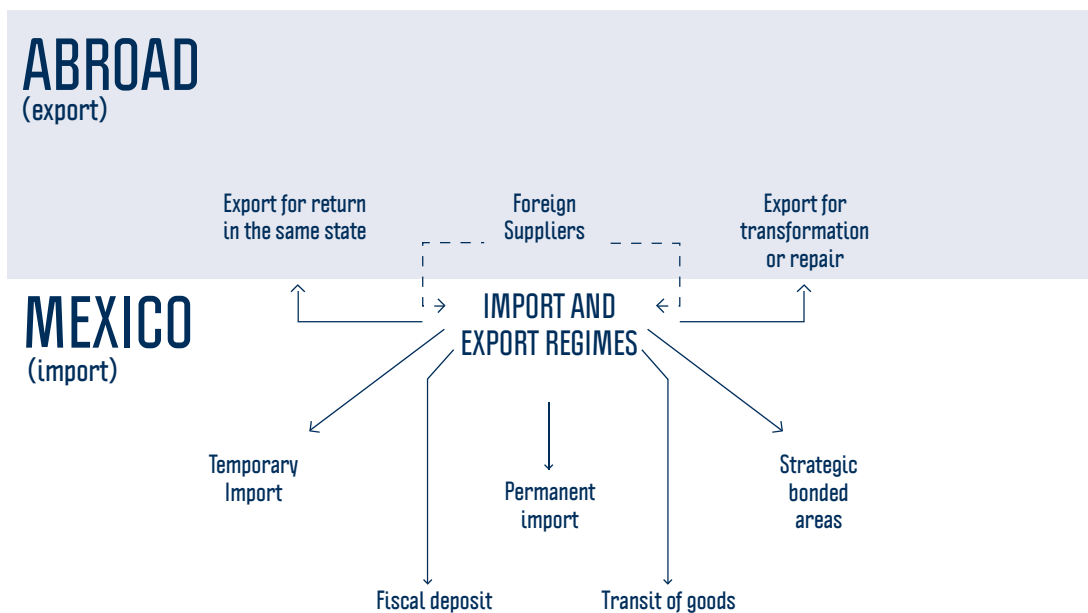 ABROAD
(export)
Export for return
in the same state
Foreign
Suppliers
Export for
transformation
or repair
MEXICO
(import)
IMPORT AND
EXPORT REGIMES
Temporary
Import
Permanent
import
Strategic
bonded
areas
Fiscal deposit
Transit of goods